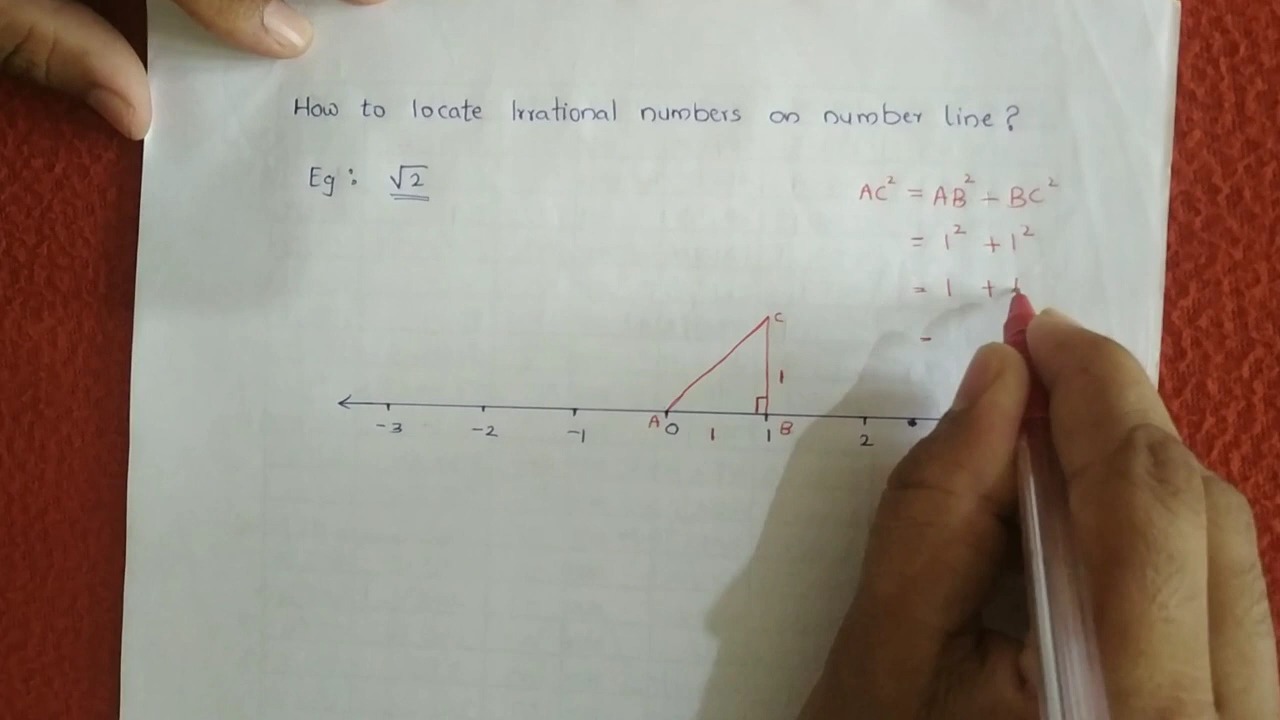 How to locate Irrational numbers on number line?
Eg: √2
AC² = AB² - BC²
= 1² + 1²
= 1 + 1
-
C
1
A B
-3 -2 -1 0 1 1 2